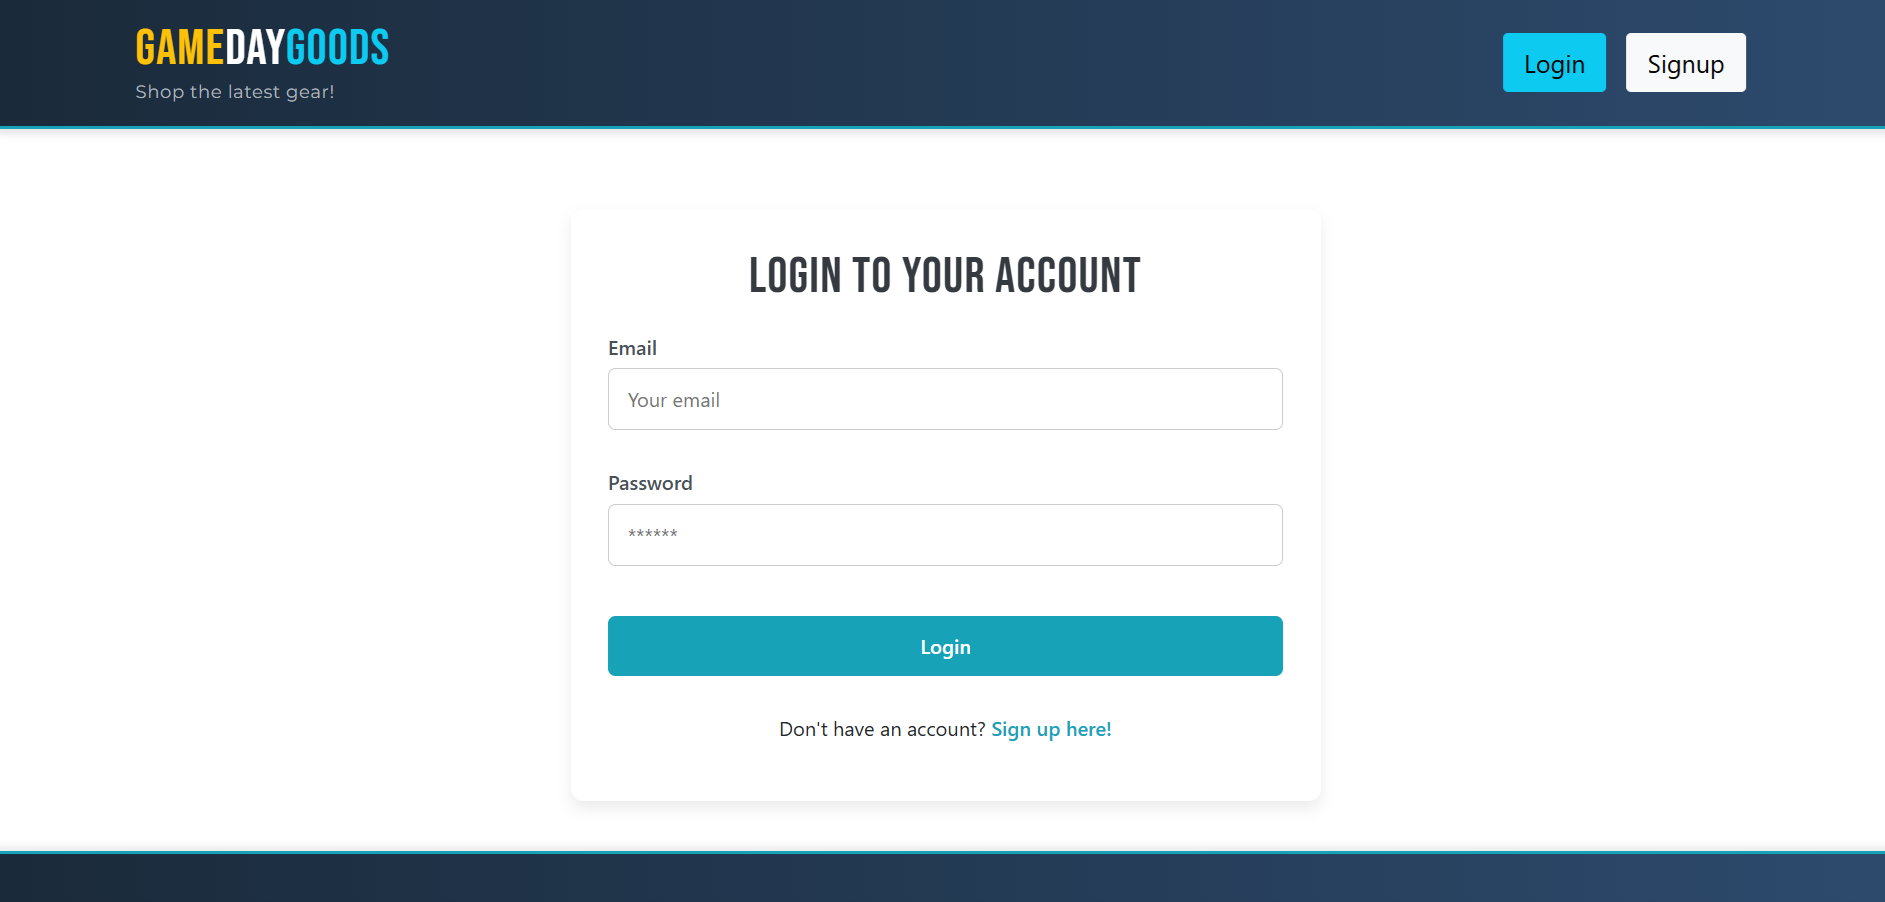 GAMEDAYGOODS
Shop the latest gear!
Login
Signup
LOGIN TO YOUR ACCOUNT
Email
Your email
Password
******
Login
Don't have an account? Sign up here!